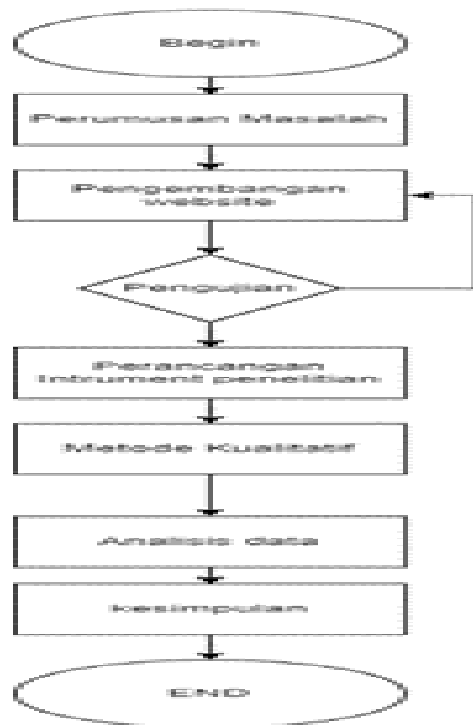 Begin
Perumusan Masalah
Pengembangan
website
Pengujian
Perancangan
Intrument penelitian
Metode Kualitatif
Analisis data
Kesimpulan
END